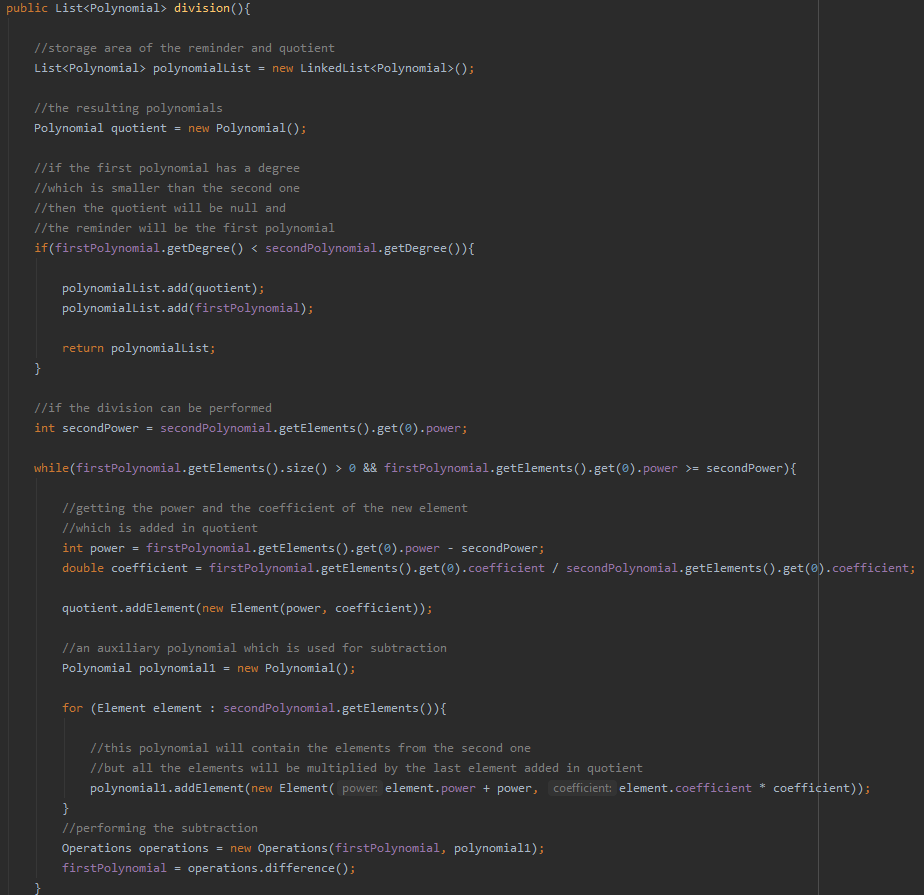 public List<Polynomial> division(){
//storage area of the reminder and quotient
List<Polynomial> polynomialList = new LinkedList<Polynomial>();
//the resulting polynomials
Polynomial quotient = new Polynomial();
//if the first polynomial has a degree
//which is smaller than the second one
//then the quotient will be null and
//the reminder will be the first polynomial
if(firstPolynomial.getDegree() < secondPolynomial.getDegree()){
polynomialList.add(quotient);
polynomialList.add(firstPolynomial);
return polynomialList;
}
//if the division can be performed
int secondPower = secondPolynomial.getElements().get(0).power;
while(firstPolynomial.getElements().size() > 0 && firstPolynomial.getElements().get(0).power >= secondPower){
//getting the power and the coefficient of the new element
//which is added in quotient
int power = firstPolynomial.getElements().get(0).power - secondPower;
double coefficient = firstPolynomial.getElements().get(0).coefficient / secondPolynomial.getElements().get(0).coefficient;
quotient.addElement(new Element(power, coefficient));
//an auxiliary polynomial which is used for subtraction
Polynomial polynomial1 = new Polynomial();
for (Element element : secondPolynomial.getElements()){
//this polynomial will contain the elements from the second one
//but all the elements will be multiplied by the last element added in quotient
polynomial1.addElement(new Element( power: element.power + power, coefficient: element.coefficient * coefficient));
}
//performing the subtraction
Operations operations = new Operations(firstPolynomial, polynomial1);
firstPolynomial = operations.difference();
}